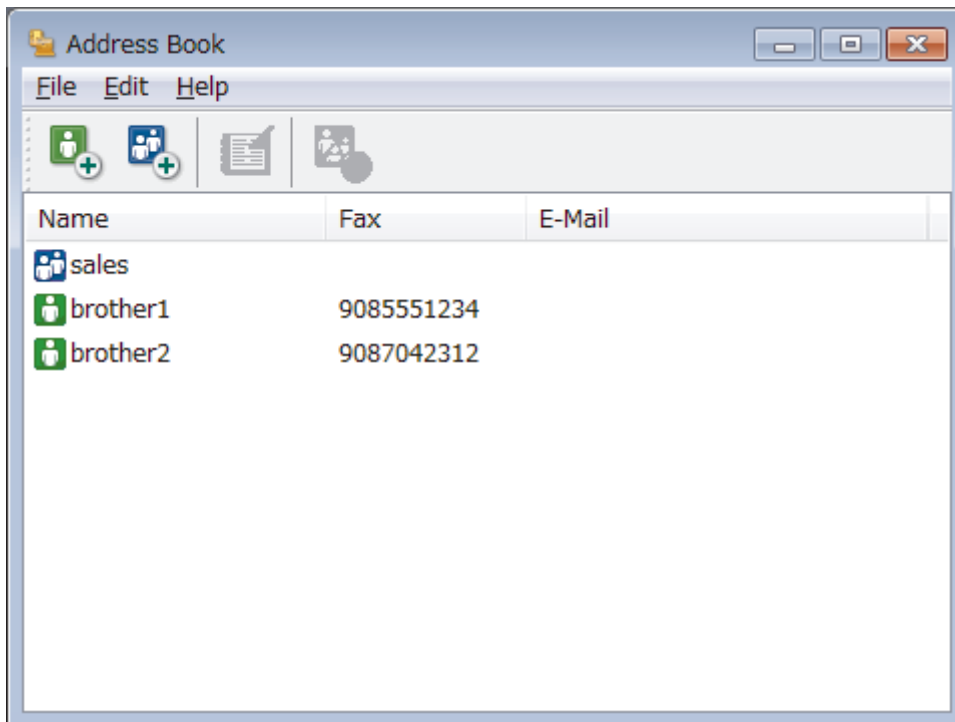 Address Book
File Edit Help
Name Fax E-Mail
sales
brother1 9085551234
brother2 9087042312